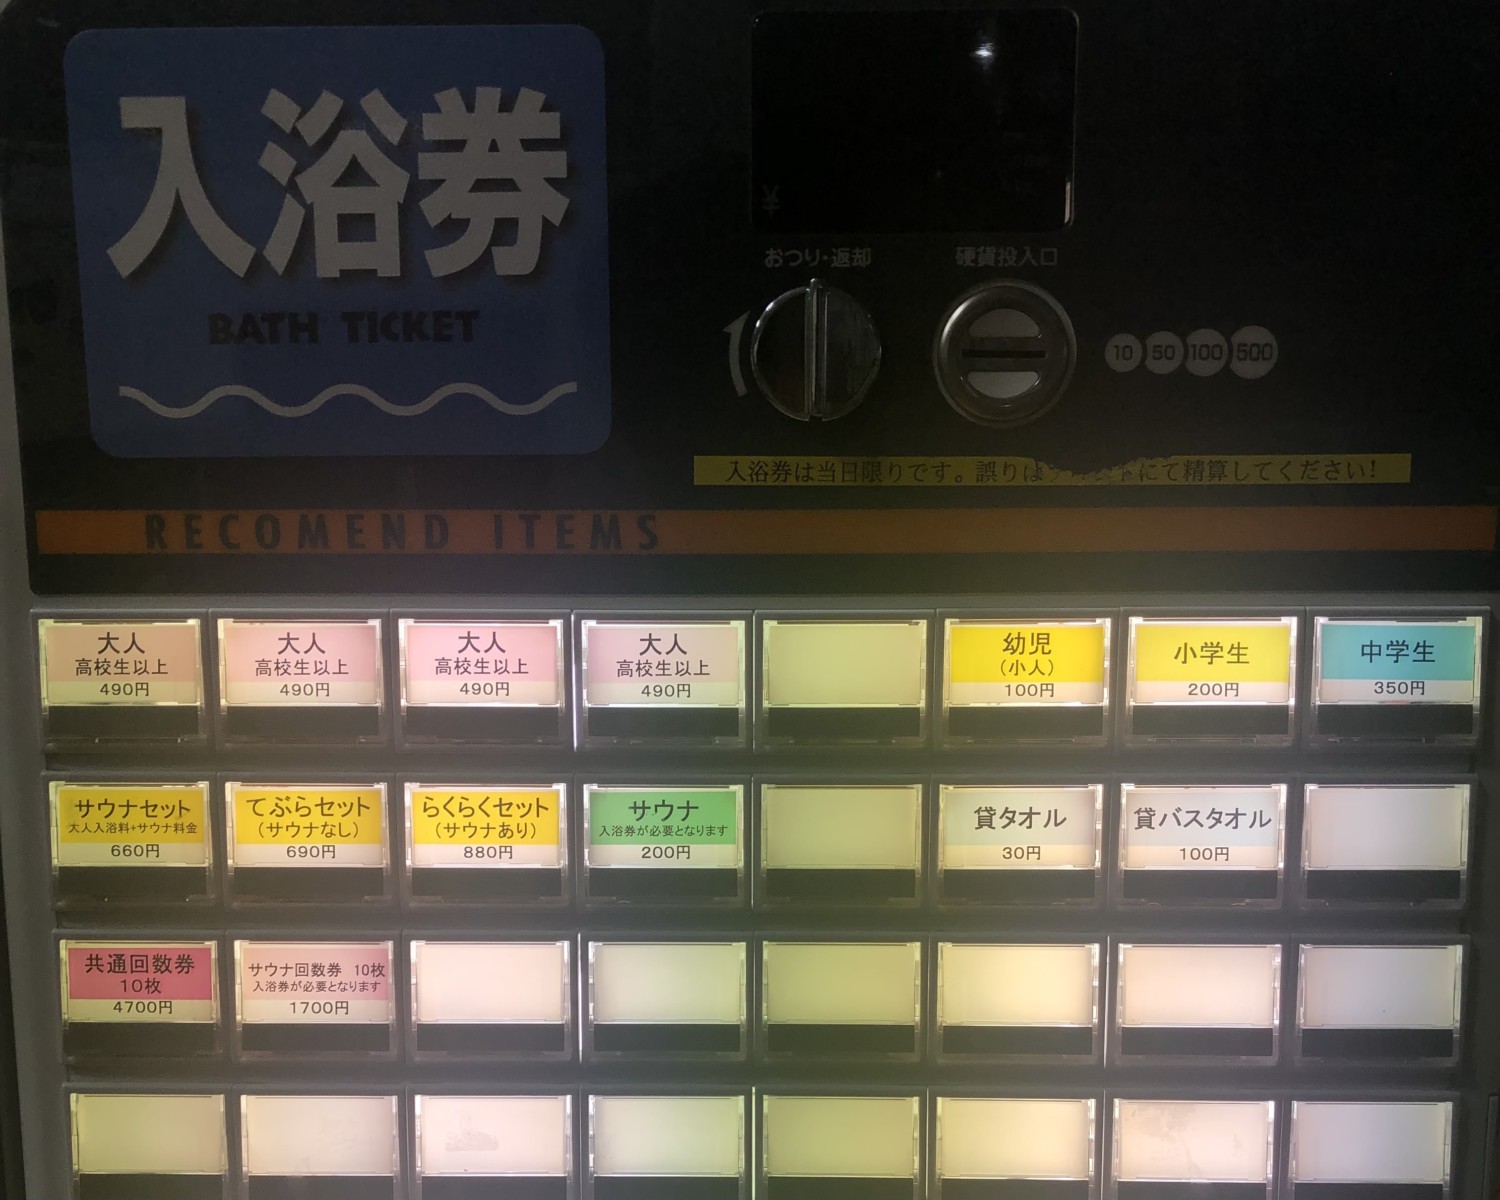 入浴券
BATH TICKET
¥
おつり・返却
硬貨投入口
10 50 100 500
入浴券は当日限りです。誤りは にて精算してください!
RECOMEND ITEMS
大人
高校生以上
490円
大人
高校生以上
490円
大人
高校生以上
490円
大人
高校生以上
490円
幼児
(小人)
100円
小学生
200円
中学生
350円
サウナセット
大人入浴料+サウナ料金
660円
てぶらセット
(サウナなし)
690円
らくらくセット
(サウナあり)
880円
サウナ
入浴券が必要となります
200円
貸タオル
30円
貸バスタオル
100円
共通回数券
10枚
4700円
サウナ回数券 10枚
入浴券が必要となります
1700円